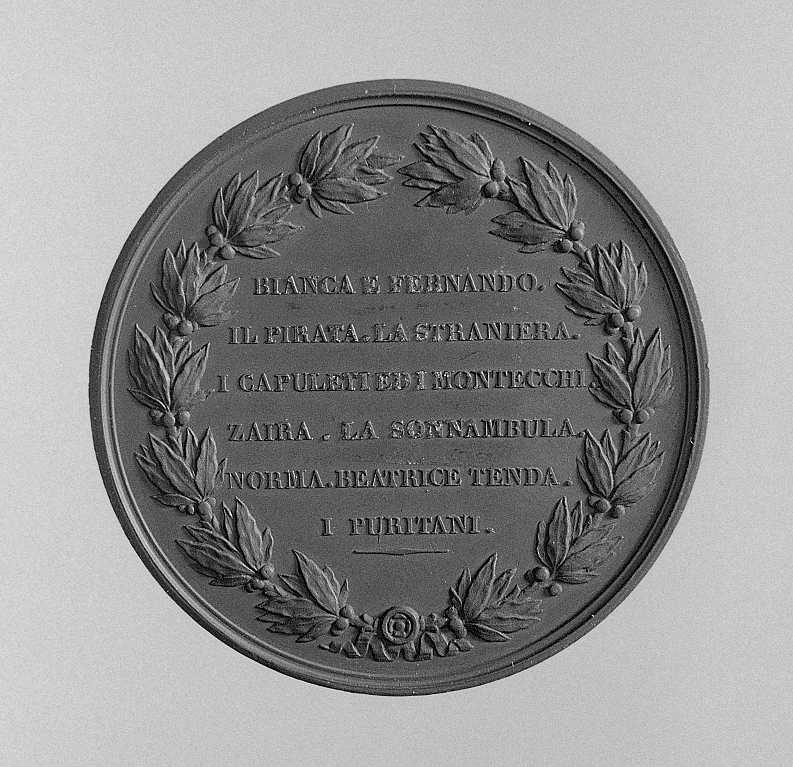 BIANCA E FERNANDO.
IL PIRATA. LA STRANIERA.
I CAPULETI ED I MONTECCHI.
ZAIRA. LA SONNAMBULA.
NORMA. BEATRICE TENDA.
I PURITANI.